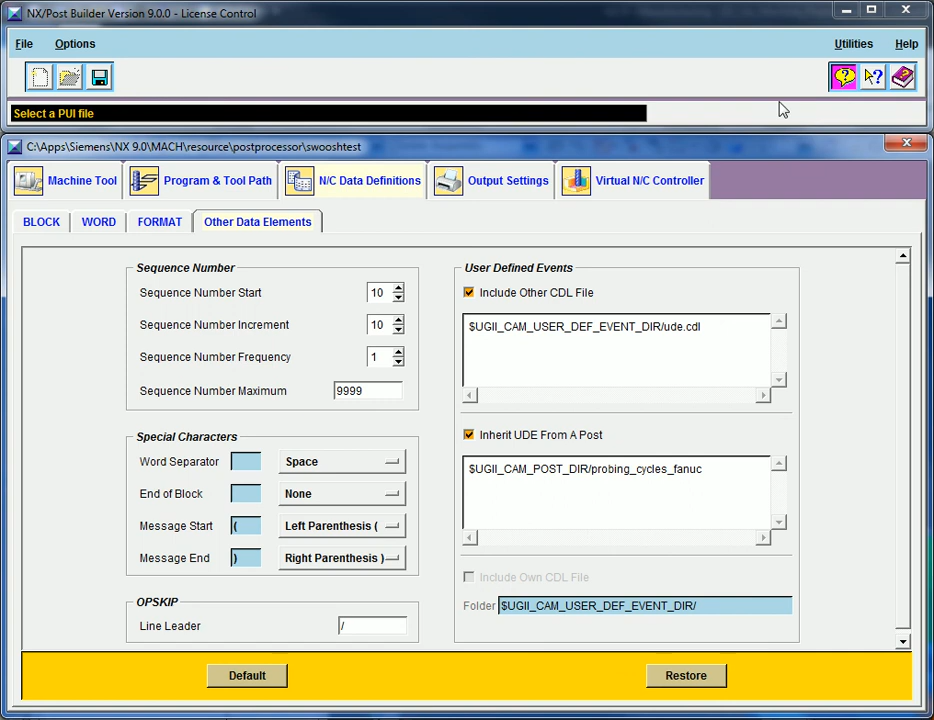 NX/Post Builder Version 9.0.0 - License Control
File Options Utilities Help
Select a PUI file
C:\Apps\Siemens\NX 9.0\MACH\resource\postprocessor\swooshtest
Machine Tool Program & Tool Path N/C Data Definitions Output Settings Virtual N/C Controller
BLOCK WORD FORMAT Other Data Elements
Sequence Number
Sequence Number Start 10
Sequence Number Increment 10
Sequence Number Frequency 1
Sequence Number Maximum 9999
Special Characters
Word Separator Space
End of Block None
Message Start ( Left Parenthesis (
Message End ) Right Parenthesis )
OPSKIP
Line Leader /
User Defined Events
Include Other CDL File
$UGII_CAM_USER_DEF_EVENT_DIR/ude.cdl
Inherit UDE From A Post
$UGII_CAM_POST_DIR/probing_cycles_fanuc
Include Own CDL File
Folder $UGII_CAM_USER_DEF_EVENT_DIR/
Default Restore